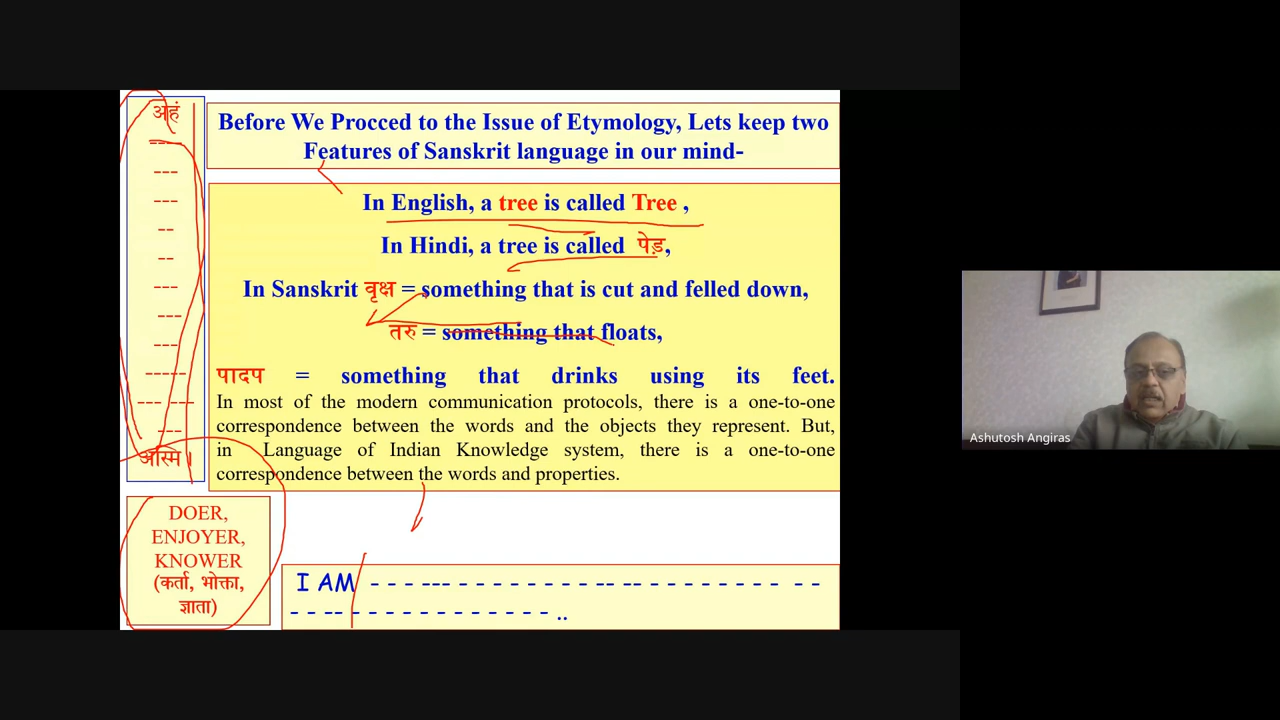 अहं
----
---
---
--
--
---
---
---
-----
--- ---
---
अस्मि ।
Before We Procced to the Issue of Etymology, Lets keep two
Features of Sanskrit language in our mind-
In English, a tree is called Tree ,
In Hindi, a tree is called पेड़,
In Sanskrit वृक्ष = something that is cut and felled down,
तरु = something that floats,
पादप = something that drinks using its feet.
In most of the modern communication protocols, there is a one-to-one
correspondence between the words and the objects they represent. But,
in Language of Indian Knowledge system, there is a one-to-one
correspondence between the words and properties.
DOER,
ENJOYER,
KNOWER
(कर्ता, भोक्ता,
ज्ञाता)
I AM - - - --- - - - - - - - - - -- -- - - - - - - - - - -
- - -- - - - - - - - - - - - - - ..
Ashutosh Angiras